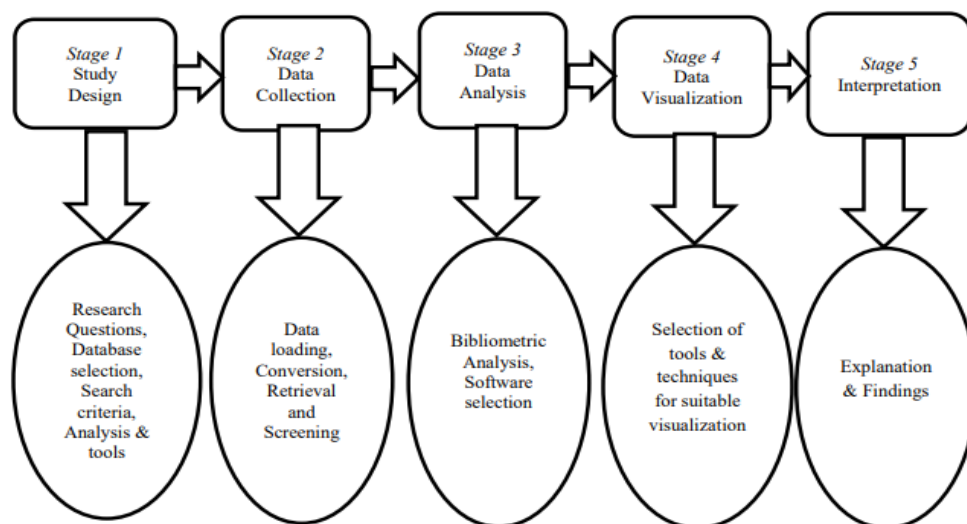 Stage 1
Study
Design
Stage 2
Data
Collection
Stage 3
Data
Analysis
Stage 4
Data
Visualization
Stage 5
Interpretation
Research
Questions,
Database
selection,
Search
criteria,
Analysis &
tools
Data
loading,
Conversion,
Retrieval
and
Screening
Bibliometric
Analysis,
Software
selection
Selection of
tools &
techniques
for suitable
visualization
Explanation
& Findings